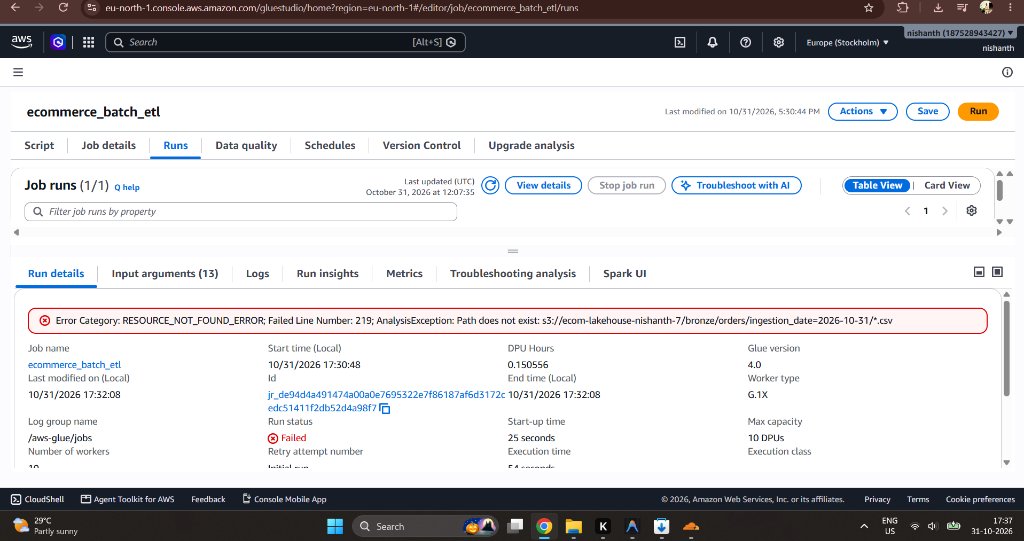 eu-north-1.console.aws.amazon.com/gluestudio/home?region=eu-north-1#/editor/job/ecommerce_batch_etl/runs
aws
Search
[Alt+S]
Europe (Stockholm)
nishanth (187528943427)
nishanth
ecommerce_batch_etl
Last modified on 10/31/2026, 5:30:44 PM
Actions
Save
Run
Script
Job details
Runs
Data quality
Schedules
Version Control
Upgrade analysis
Job runs (1/1) Q help
Last updated (UTC)
October 31, 2026 at 12:07:35
View details
Stop job run
Troubleshoot with AI
Table View
Card View
Filter job runs by property
1
Run details
Input arguments (13)
Logs
Run insights
Metrics
Troubleshooting analysis
Spark UI
Error Category: RESOURCE_NOT_FOUND_ERROR; Failed Line Number: 219; AnalysisException: Path does not exist: s3://ecom-lakehouse-nishanth-7/bronze/orders/ingestion_date=2026-10-31/*.csv
Job name
ecommerce_batch_etl
Last modified on (Local)
10/31/2026 17:32:08
Log group name
/aws-glue/jobs
Number of workers
10
Start time (Local)
10/31/2026 17:30:48
Id
jr_de94d4a491474a00a0e7695322e7f86187af6d3172c
edc51411f2db52d4a98f7
Run status
Failed
Retry attempt number
Initial run
DPU Hours
0.150556
End time (Local)
10/31/2026 17:32:08
Start-up time
25 seconds
Execution time
54 seconds
Glue version
4.0
Worker type
G.1X
Max capacity
10 DPUs
Execution class
CloudShell
Agent Toolkit for AWS
Feedback
Console Mobile App
© 2026, Amazon Web Services, Inc. or its affiliates.
Privacy
Terms
Cookie preferences
29°C
Partly sunny
Search
K
ENG
US
17:37
31-10-2026